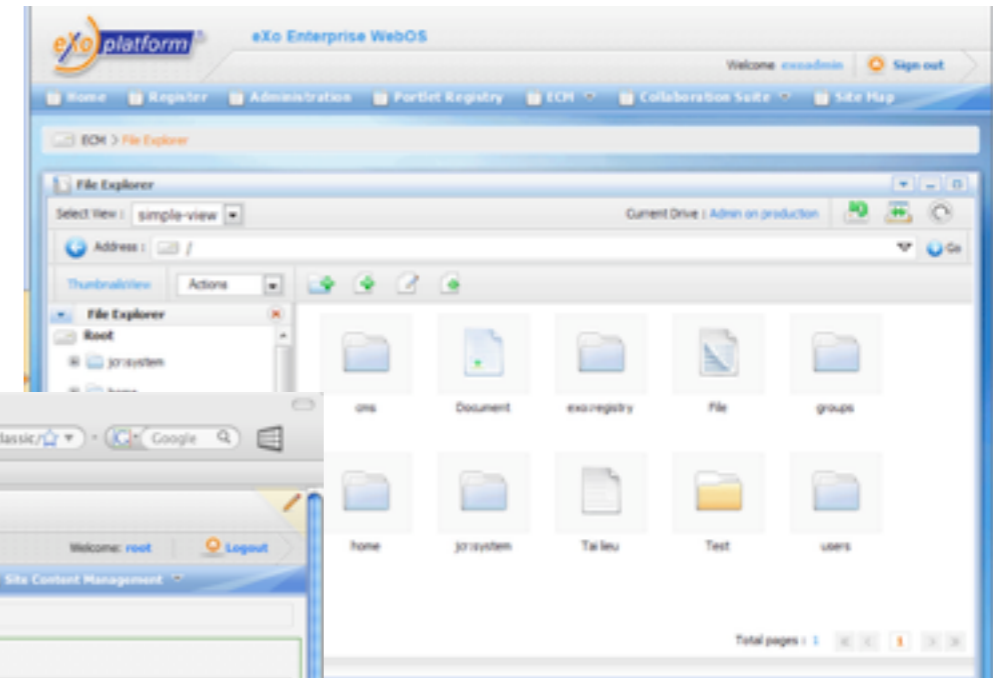 eXo platform
eXo Enterprise WebOS
Welcome exoadmin Sign out
Home Register Administration Portlet Registry ECM Collaboration Suite Site Map
ECM > File Explorer
File Explorer
Select View : simple-view
Current Drive : Admin on production
Address : / Go
ThumbnailsView Actions
File Explorer
Root
jcr:system
home
cms Document exo:registry File groups
home jcr:system Tai lieu Test users
Total pages : 1 1
lassic/ Google
Welcome: root Logout
Site Content Management